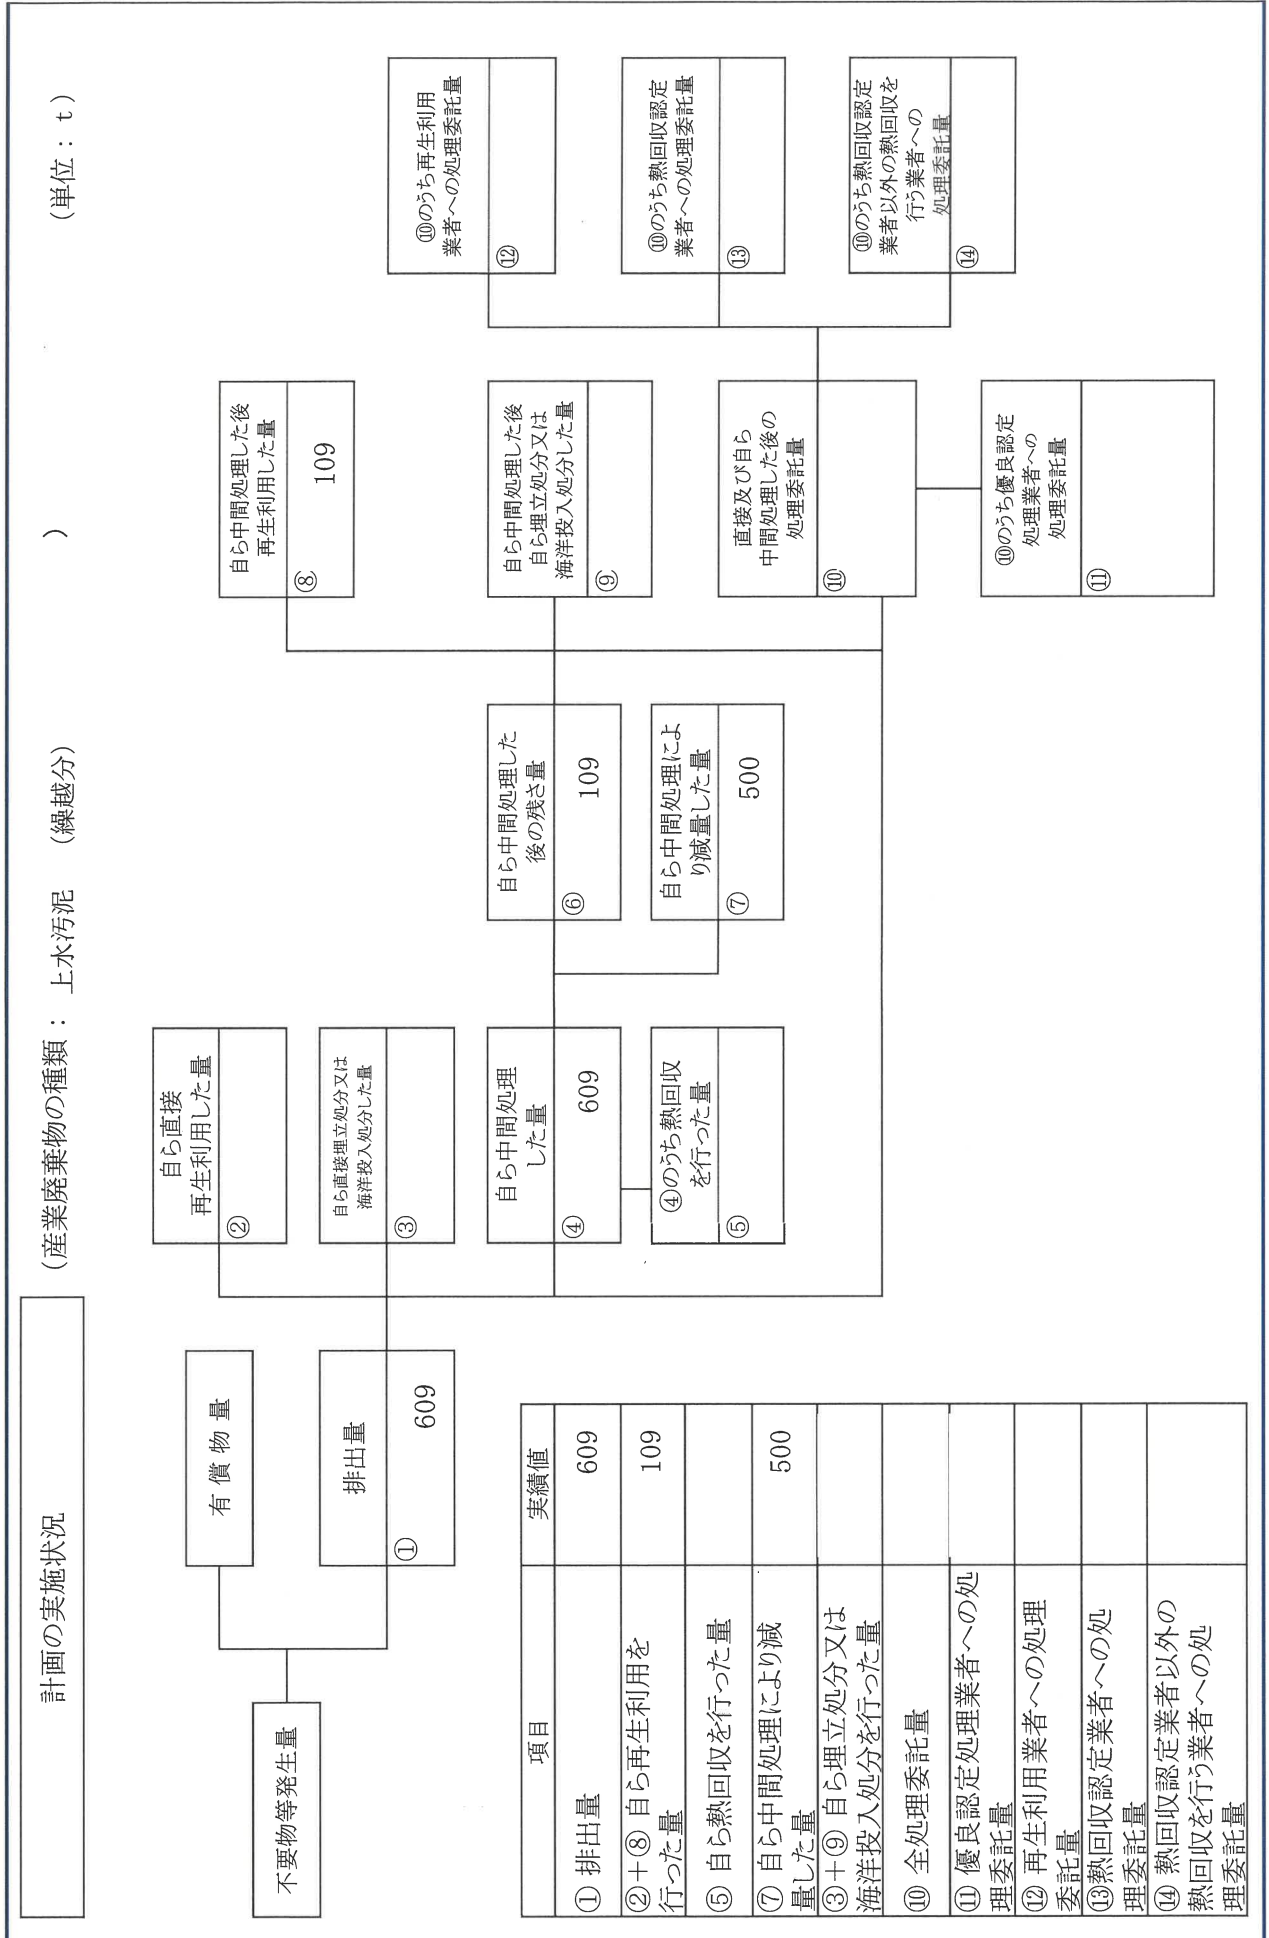 計画の実施状況
(産業廃棄物の種類： 上水汚泥 (繰越分) )
(単位：t)
不要物等発生量
有償物量
排出量
①
609
自ら直接
再生利用した量
②
自ら直接埋立処分又は
海洋投入処分した量
③
自ら中間処理
した量
④
609
④のうち熱回収
を行った量
⑤
自ら中間処理した
後の残さ量
⑥
109
自ら中間処理によ
り減量した量
⑦
500
自ら中間処理した後
再生利用した量
⑧
109
自ら中間処理した後
自ら埋立処分又は
海洋投入処分した量
⑨
直接及び自ら
中間処理した後の
処理委託量
⑩
⑩のうち優良認定
処理業者への
処理委託量
⑪
⑩のうち再生利用
業者への処理委託量
⑫
⑩のうち熱回収認定
業者への処理委託量
⑬
⑩のうち熱回収認定
業者以外の熱回収を
行う業者への
処理委託量
⑭
項目 実績値
① 排出量 609
②＋⑧ 自ら再生利用を
行った量 109
⑤ 自ら熱回収を行った量
⑦ 自ら中間処理により減
量した量 500
③＋⑨ 自ら埋立処分又は
海洋投入処分を行った量
⑩ 全処理委託量
⑪ 優良認定処理業者への処
理委託量
⑫ 再生利用業者への処理
委託量
⑬熱回収認定業者への処
理委託量
⑭ 熱回収認定業者以外の
熱回収を行う業者への処
理委託量